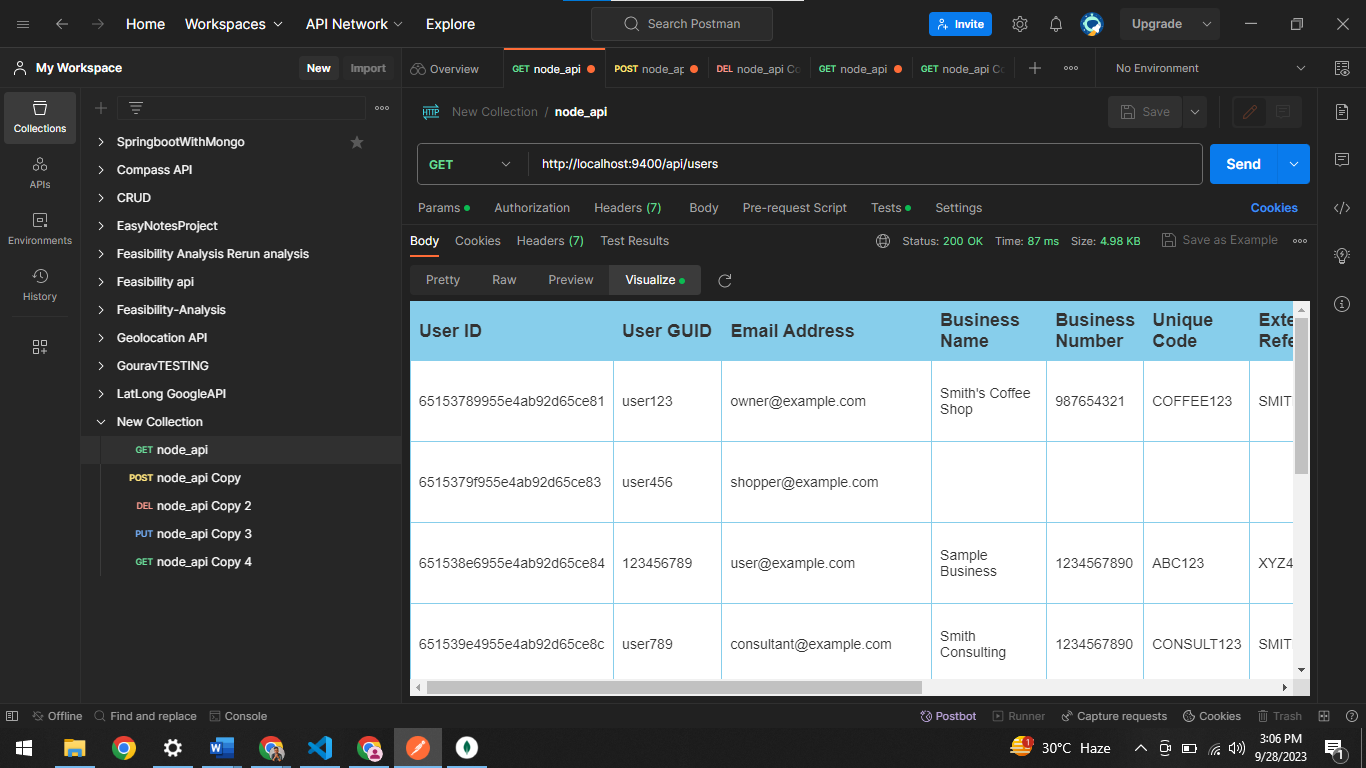 Home Workspaces API Network Explore Search Postman Invite Upgrade
My Workspace New Import Overview GET node_api POST node_ap DEL node_api Co GET node_api GET node_api Co No Environment
Collections
APIs
Environments
History
SpringbootWithMongo
Compass API
CRUD
EasyNotesProject
Feasibility Analysis Rerun analysis
Feasibility api
Feasibility-Analysis
Geolocation API
GouravTESTING
LatLong GoogleAPI
New Collection
GET node_api
POST node_api Copy
DEL node_api Copy 2
PUT node_api Copy 3
GET node_api Copy 4
HTTP New Collection / node_api Save
GET http://localhost:9400/api/users Send
Params Authorization Headers (7) Body Pre-request Script Tests Settings Cookies
Body Cookies Headers (7) Test Results Status: 200 OK Time: 87 ms Size: 4.98 KB Save as Example
Pretty Raw Preview Visualize
User ID User GUID Email Address Business Name Business Number Unique Code Exte Refe
65153789955e4ab92d65ce81 user123 owner@example.com Smith's Coffee Shop 987654321 COFFEE123 SMIT
6515379f955e4ab92d65ce83 user456 shopper@example.com
651538e6955e4ab92d65ce84 123456789 user@example.com Sample Business 1234567890 ABC123 XYZ4
651539e4955e4ab92d65ce8c user789 consultant@example.com Smith Consulting 1234567890 CONSULT123 SMIT
Offline Find and replace Console Postbot Runner Capture requests Cookies Trash
1 30°C Haze 3:06 PM
9/28/2023 1